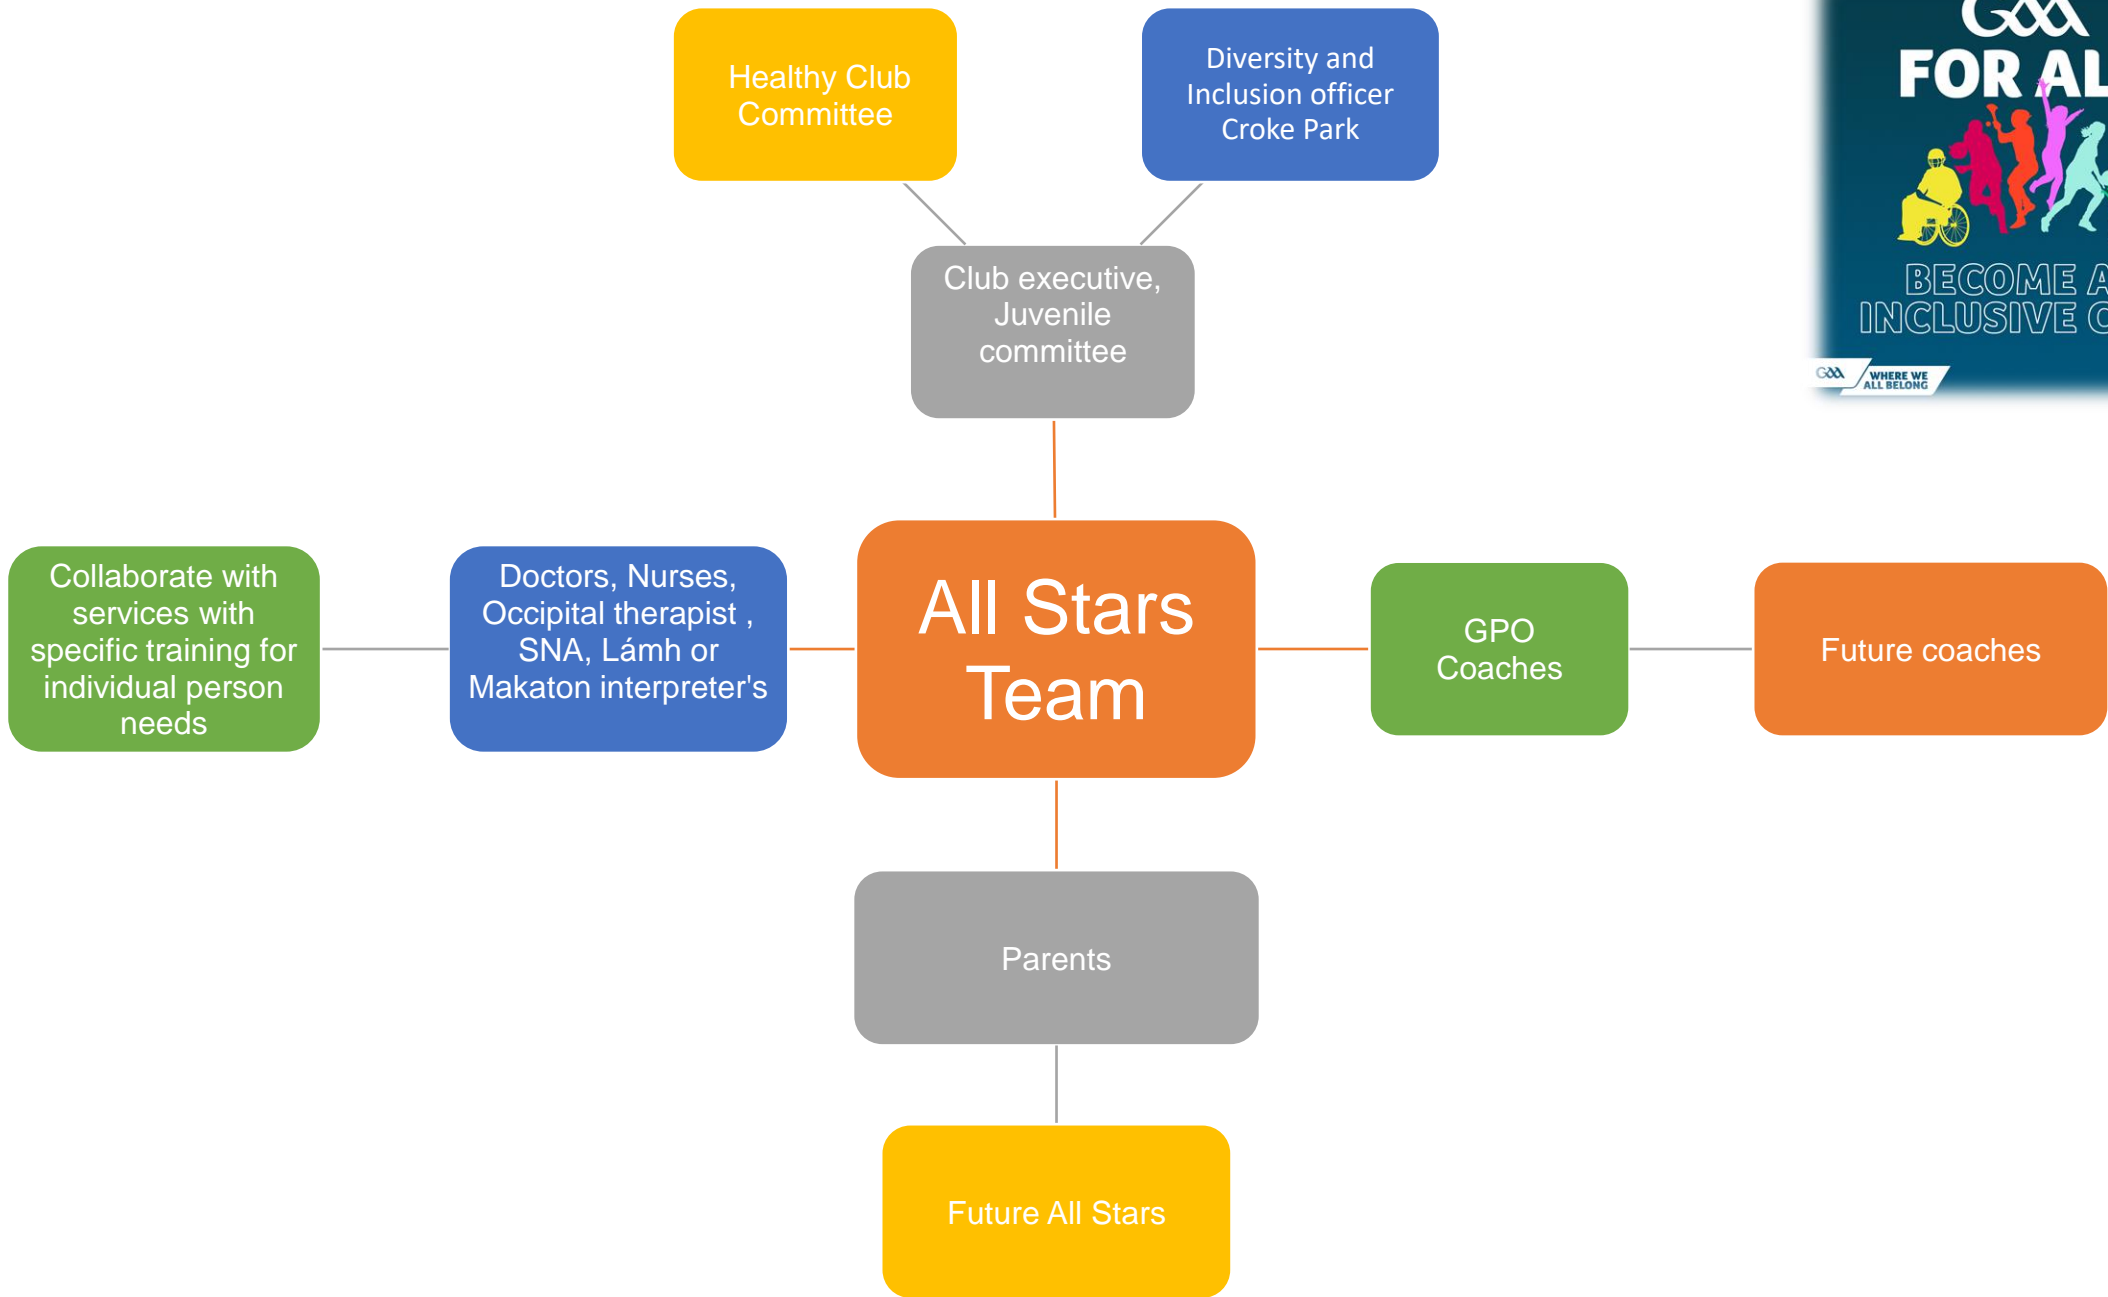 Healthy Club
Committee
Diversity and
Inclusion officer
Croke Park
GAA
FOR AL
BECOME A
INCLUSIVE
GAA
WHERE WE
ALL BELONG
Club executive,
Juvenile
committee
Collaborate with
services with
specific training for
individual person
needs
Doctors, Nurses,
Occipital therapist ,
SNA, Lámh or
Makaton interpreter's
All Stars
Team
GPO
Coaches
Future coaches
Parents
Future All Stars